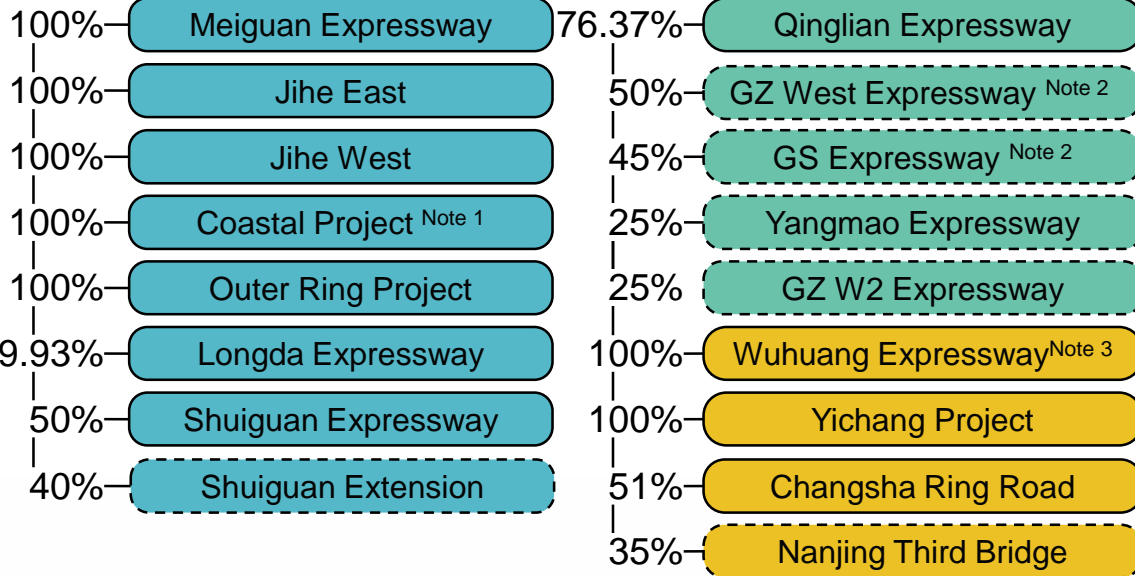 100% Meiguan Expressway
100% Jihe East
100% Jihe West
100% Coastal Project Note 1
100% Outer Ring Project
9.93% Longda Expressway
50% Shuiguan Expressway
40% Shuiguan Extension
76.37% Qinglian Expressway
50% GZ West Expressway Note 2
45% GS Expressway Note 2
25% Yangmao Expressway
25% GZ W2 Expressway
100% Wuhuang Expressway Note 3
100% Yichang Project
51% Changsha Ring Road
35% Nanjing Third Bridge